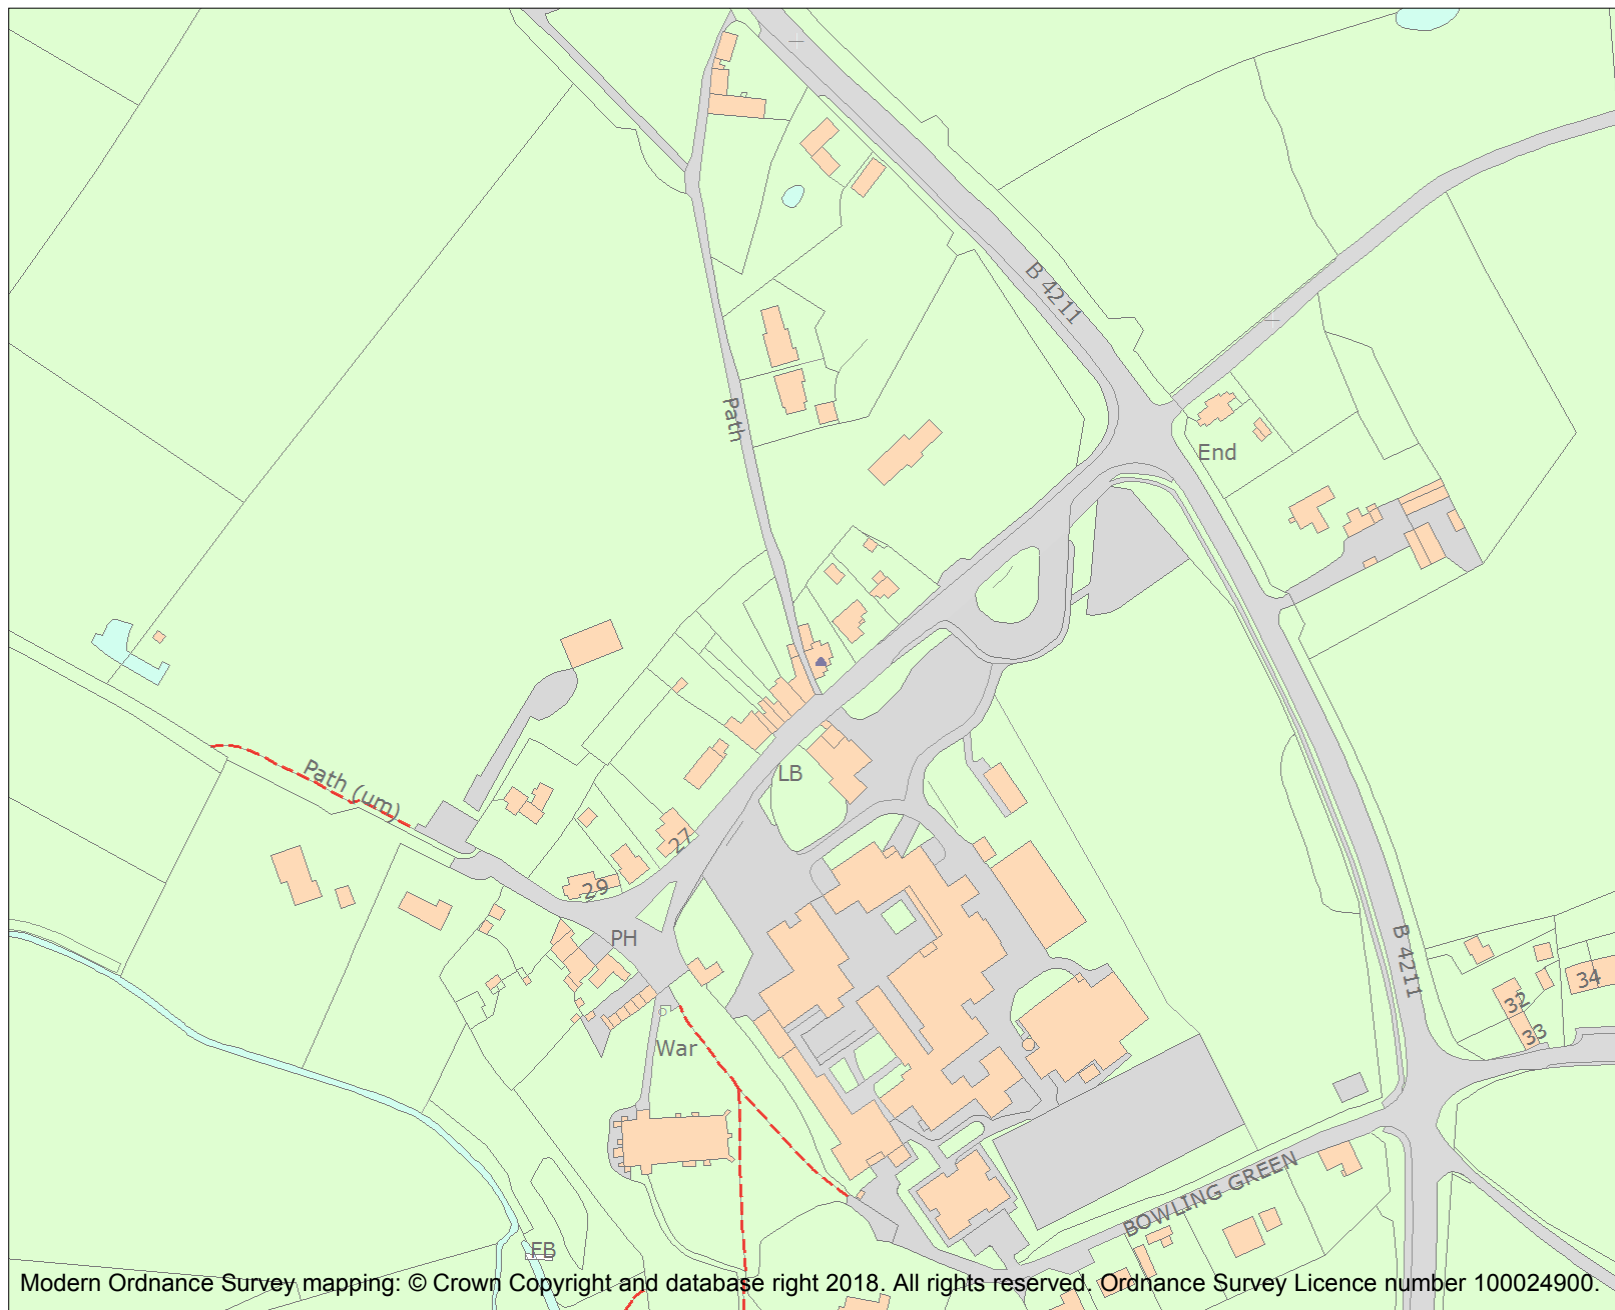 B 4211
Path
End
Path (um)
LB
27
29
PH
B 4211
34
32
33
War
BOWLING GREEN
FB
Modern Ordnance Survey mapping: © Crown Copyright and database right 2018. All rights reserved. Ordnance Survey Licence number 100024900.